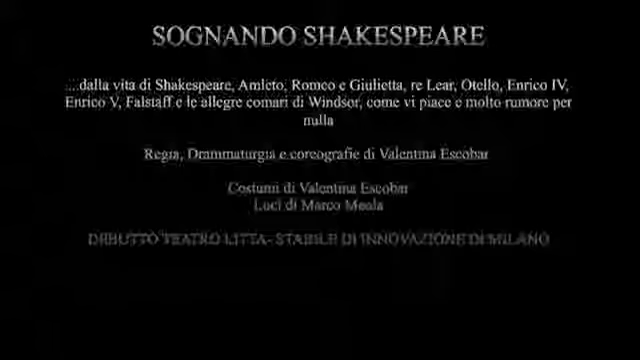 SOGNANDO SHAKESPEARE
...dalla vita di Shakespeare, Amleto, Romeo e Giulietta, re Lear, Otello, Enrico IV,
Enrico V, Falstaff e le allegre comari di Windsor, come vi piace e molto rumore per
nulla
Regia, Drammaturgia e coreografie di Valentina Escobar
Costumi di Valentina Escobar
Luci di Marco Meola
DEBUTTO TEATRO LITTA- STABILE DI INNOVAZIONE DI MILANO